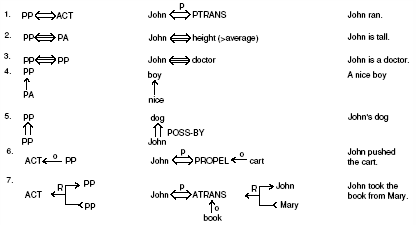 1. PP ACT John p PTRANS John ran.
2. PP PA John height (>average) John is tall.
3. PP PP John doctor John is a doctor.
4. PP boy A nice boy
PA nice
5. PP dog John's dog
POSS-BY
PP John
6. ACT o PP John p PROPEL o cart John pushed
the cart.
7. ACT R PP PP John p ATRANS R John Mary John took the
book from Mary.
o
book